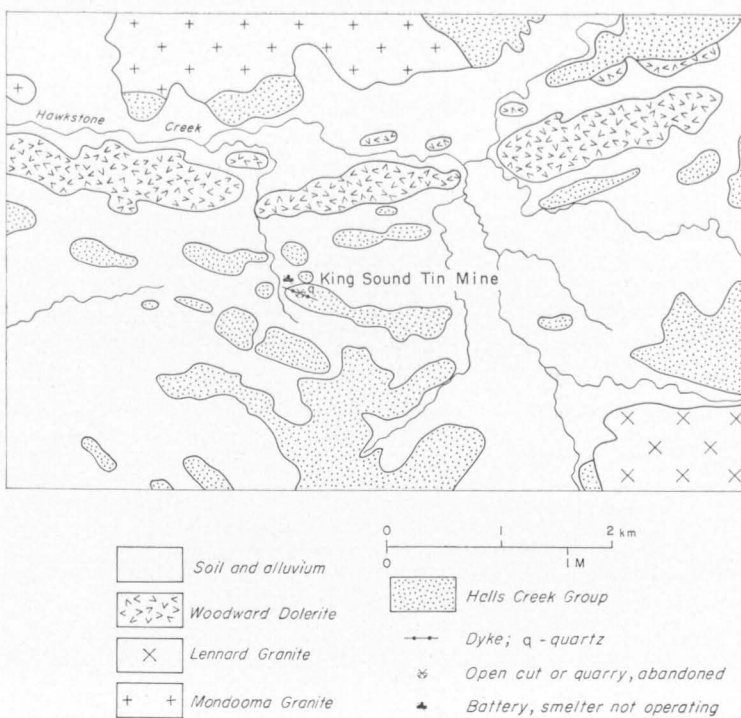 Hawkstone Creek
King Sound Tin Mine
q
0 1 2 km
0 1 M
Soil and alluvium
Woodward Dolerite
Lennard Granite
Mondooma Granite
Halls Creek Group
Dyke; q - quartz
Open cut or quarry, abandoned
Battery, smelter not operating